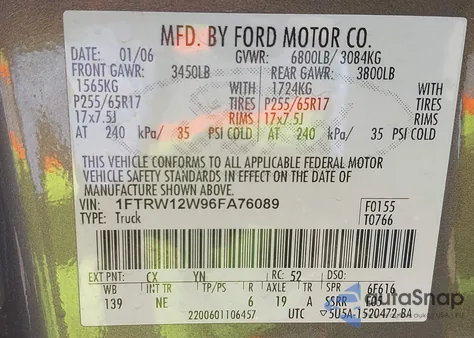 MFD. BY FORD MOTOR CO.
DATE: 01/06 GVWR: 6800LB/ 3084KG
FRONT GAWR: 3450LB REAR GAWR: 3800LB
1565KG 1724KG
P255/65R17 TIRES P255/65R17 TIRES
17x7.5J RIMS 17x7.5J RIMS
AT 240 kPa/ 35 PSI COLD AT 240 kPa/ 35 PSI COLD
THIS VEHICLE CONFORMS TO ALL APPLICABLE FEDERAL MOTOR
VEHICLE SAFETY STANDARDS IN EFFECT ON THE DATE OF
MANUFACTURE SHOWN ABOVE.
VIN: 1FTRW12W96FA76089 F0155
TYPE: Truck T0766
EXT PNT: CX YN RC: 52 DSO:
WB INT TR TP/PS R AXLE TR SPR 6F616
139 NE 6 19 A SSRR
2200601106457 UTC 5U5A-1520472-BA
autoSnap